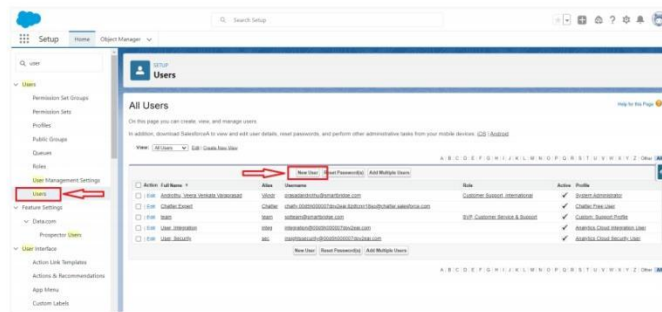 Search Setup
Setup Home Object Manager
user
Users
Permission Set Groups
Permission Sets
Profiles
Public Groups
Queues
Roles
User Management Settings
Users
Feature Settings
Data.com
Prospector Users
User Interface
Action Link Templates
Actions & Recommendations
App Menu
Custom Labels
SETUP
Users
All Users
Help for this Page
On this page you can create, view, and manage users.
In addition, download SalesforceA to view and edit user details, reset passwords, and perform other administrative tasks from your mobile devices: iOS | Android
View: All Users Edit | Create New View
A B C D E F G H I J K L M N O P Q R S T U V W X Y Z Other All
New User Reset Password(s) Add Multiple Users
Action Full Name Alias Username Role Active Profile
Edit Customer Support, International System Administrator
Edit Chatter Expert Chatter Chatter Free User
Edit team team SVP, Customer Service & Support Custom: Support Profile
Edit User, Integration integ Analytics Cloud Integration User
Edit User, Security sec Analytics Cloud Security User
New User Reset Password(s) Add Multiple Users
A B C D E F G H I J K L M N O P Q R S T U V W X Y Z Other All